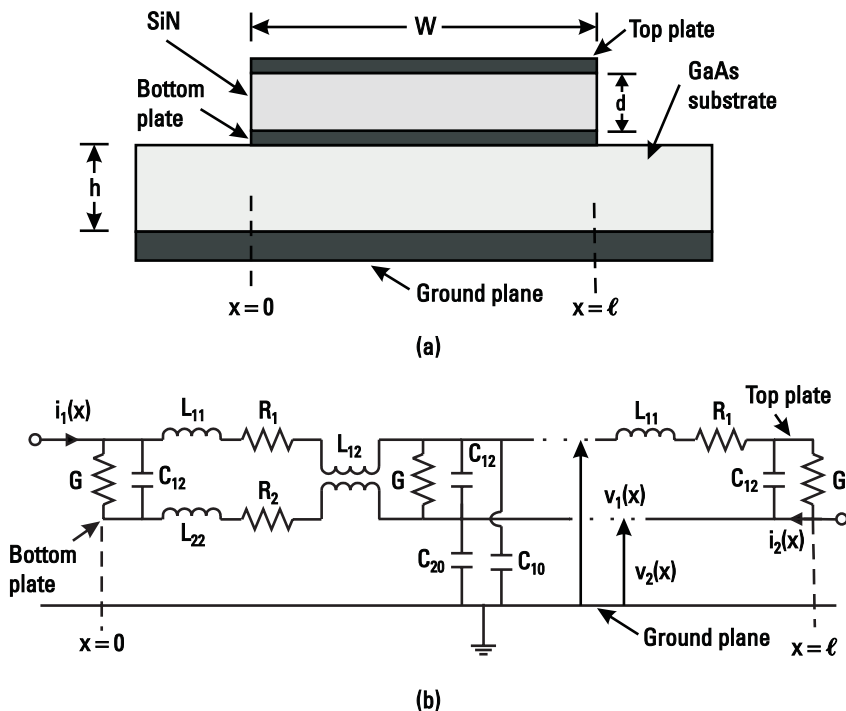 SiN
W
Top plate
Bottom
plate
d
GaAs
substrate
h
Ground plane
x = 0
x = ℓ
(a)
i₁(x)
L₁₁
R₁
L₁₂
G
C₁₂
L₂₂
R₂
G
C₁₂
C₂₀
C₁₀
L₁₁
R₁
Top plate
C₁₂
G
v₁(x)
v₂(x)
i₂(x)
Bottom
plate
Ground plane
x = 0
x = ℓ
(b)